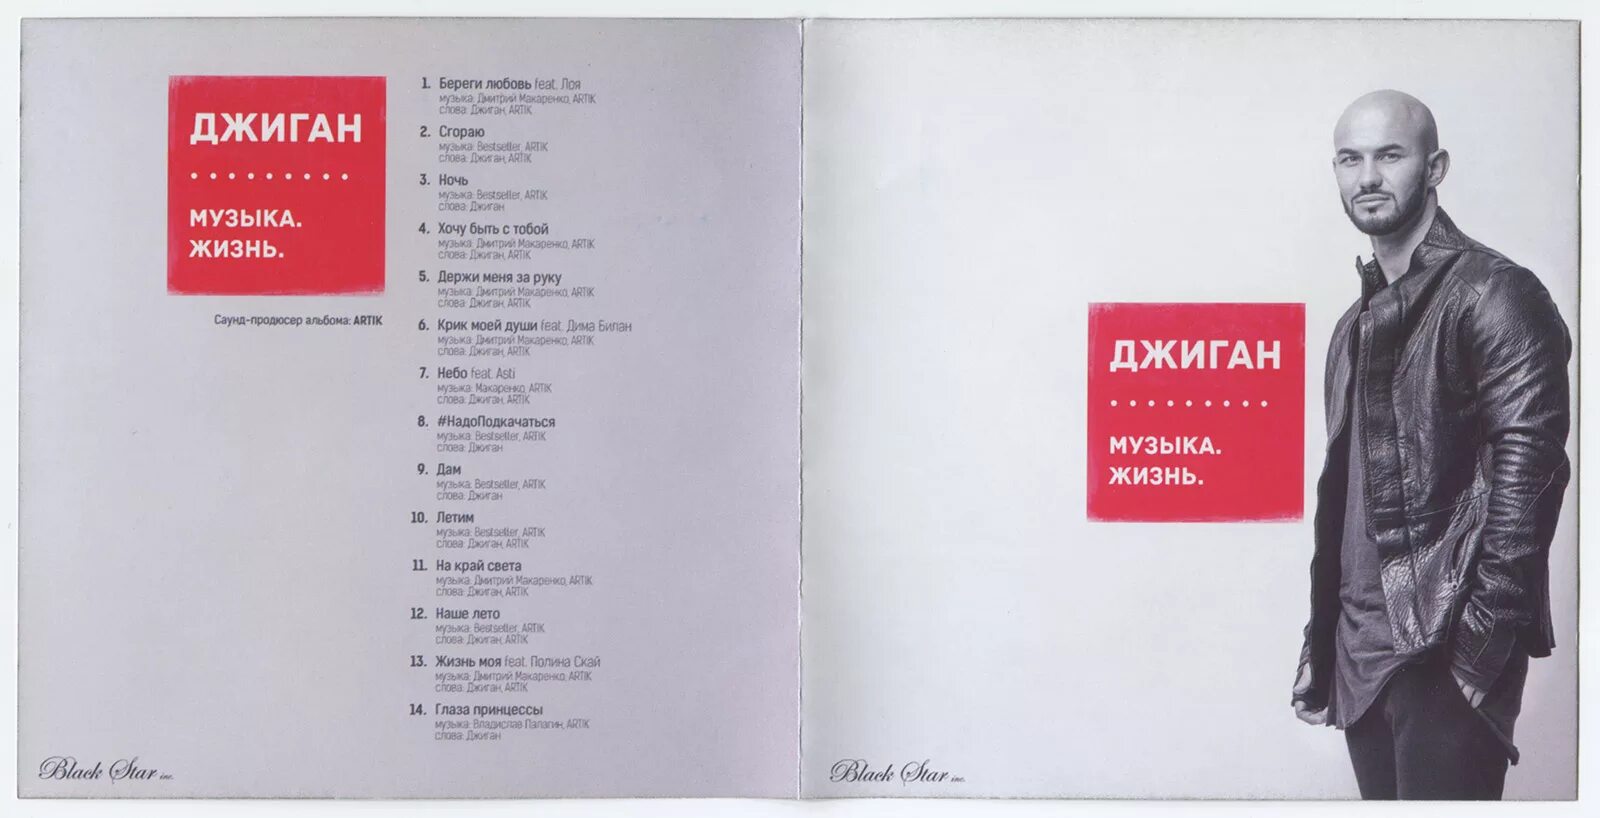 ДЖИГАН
МУЗЫКА.
ЖИЗНЬ.
Саунд-продюсер альбома: ARTIK
1. Береги любовь feat. Лоя
музыка: Дмитрий Макаренко, ARTIK
слова: Джиган, ARTIK
2. Сгораю
музыка: Bestseller, ARTIK
слова: Джиган, ARTIK
3. Ночь
музыка: Bestseller, ARTIK
слова: Джиган
4. Хочу быть с тобой
музыка: Дмитрий Макаренко, ARTIK
слова: Джиган, ARTIK
5. Держи меня за руку
музыка: Дмитрий Макаренко, ARTIK
слова: Джиган, ARTIK
6. Крик моей души feat. Дима Билан
музыка: Дмитрий Макаренко, ARTIK
слова: Джиган, ARTIK
7. Небо feat. Asti
музыка: Макаренко, ARTIK
слова: Джиган, ARTIK
8. #НадоПодкачаться
музыка: Bestseller, ARTIK
слова: Джиган
9. Дам
музыка: Bestseller, ARTIK
слова: Джиган
10. Летим
музыка: Bestseller, ARTIK
слова: Джиган, ARTIK
11. На край света
музыка: Дмитрий Макаренко, ARTIK
слова: Джиган, ARTIK
12. Наше лето
музыка: Bestseller, ARTIK
слова: Джиган, ARTIK
13. Жизнь моя feat. Полина Скай
музыка: Дмитрий Макаренко, ARTIK
слова: Джиган, ARTIK
14. Глаза принцессы
музыка: Владислав Палагин, ARTIK
слова: Джиган
Black Star inc.
ДЖИГАН
МУЗЫКА.
ЖИЗНЬ.
Black Star inc.